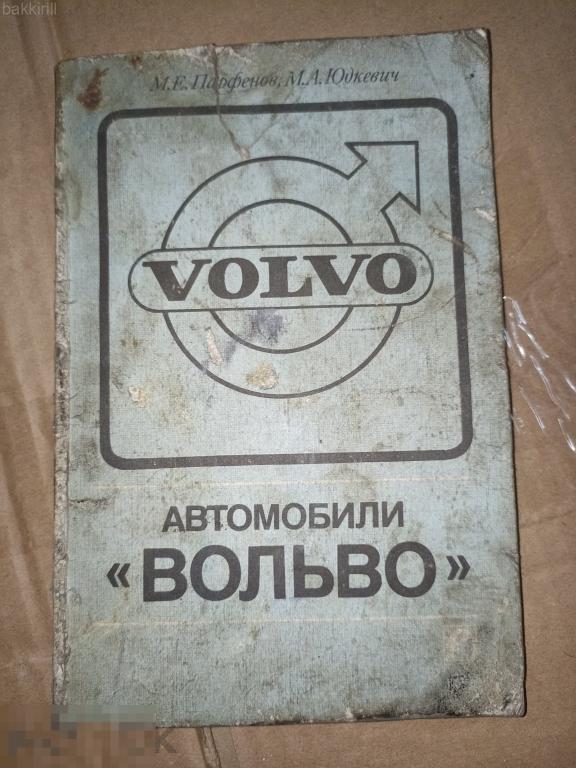 bakkirill
М.Е. Парфенов, М.А. Юдкевич
VOLVO
АВТОМОБИЛИ
«ВОЛЬВО»